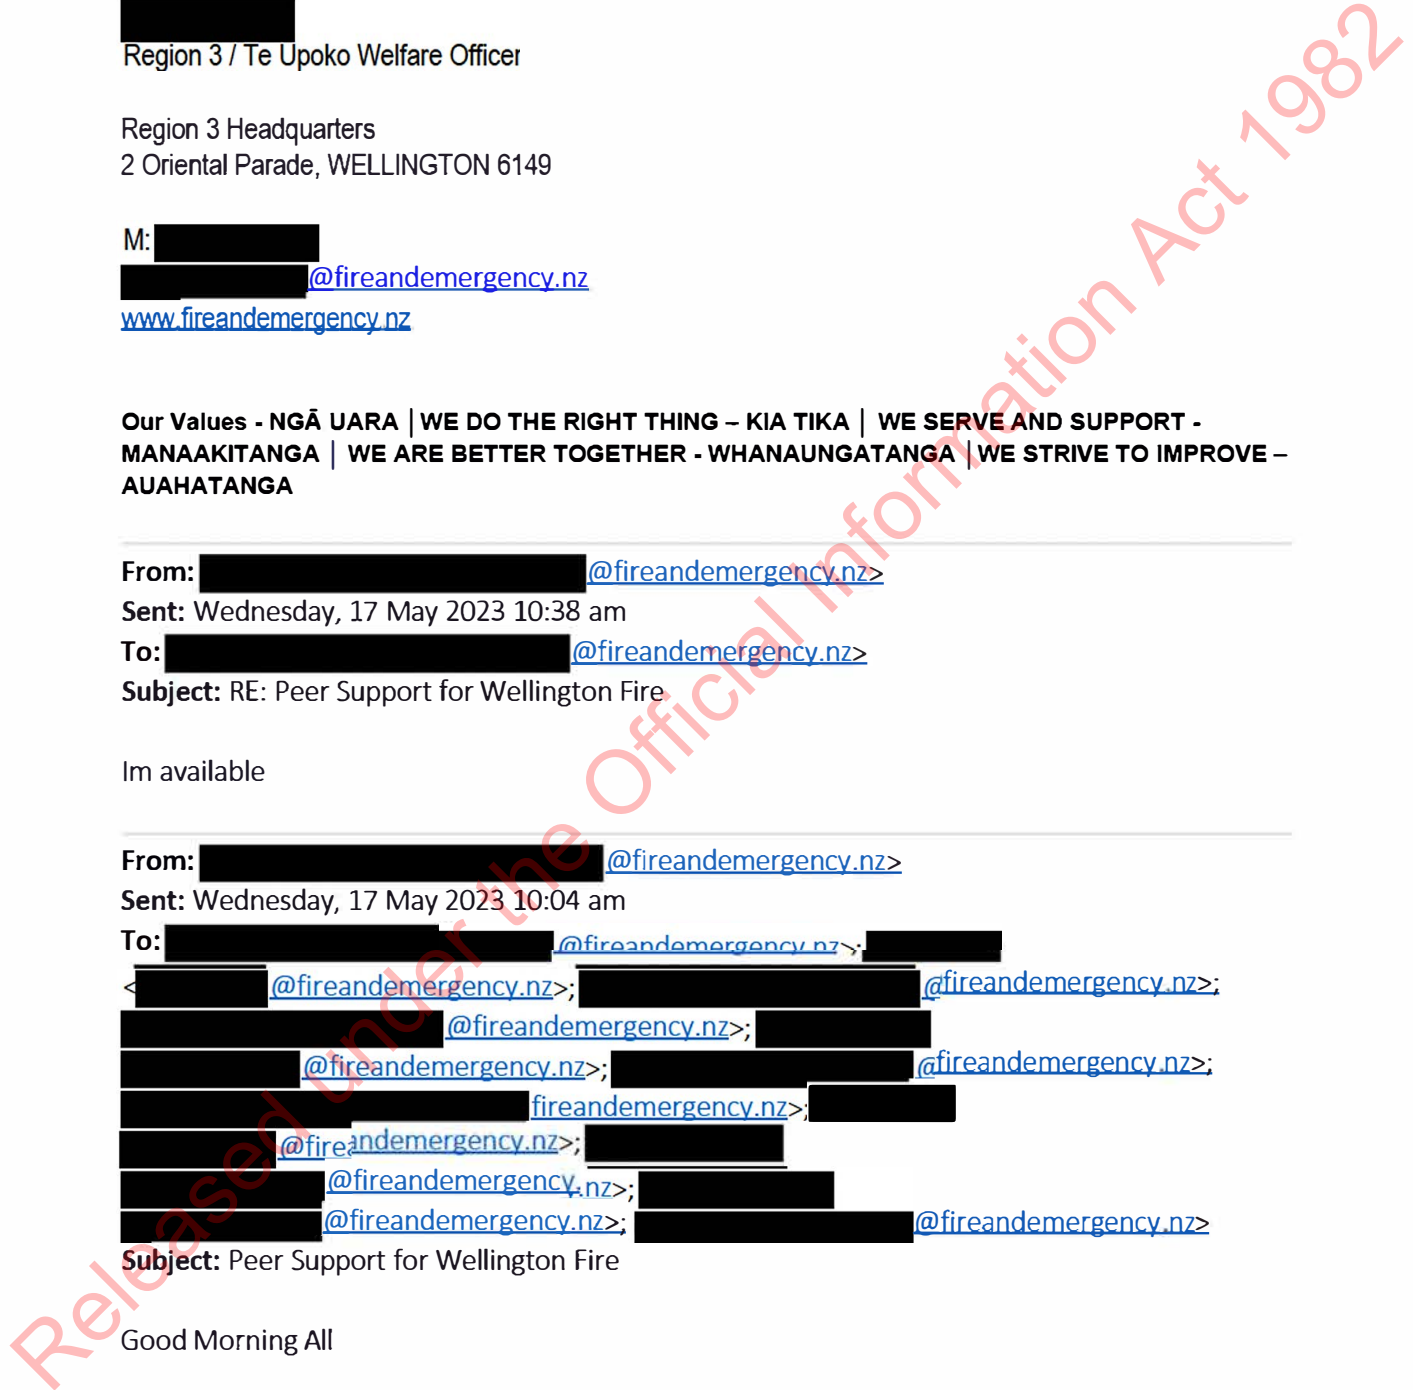 Region 3 / Te Upoko Welfare Officer
Region 3 Headquarters
2 Oriental Parade, WELLINGTON 6149
M:
@fireandemergency.nz
www.fireandemergency.nz
Our Values - NGĀ UARA | WE DO THE RIGHT THING – KIA TIKA | WE SERVE AND SUPPORT -
MANAAKITANGA | WE ARE BETTER TOGETHER - WHANAUNGATANGA | WE STRIVE TO IMPROVE –
AUAHATANGA
From: @fireandemergency.nz>
Sent: Wednesday, 17 May 2023 10:38 am
To: @fireandemergency.nz>
Subject: RE: Peer Support for Wellington Fire
Im available
From: @fireandemergency.nz>
Sent: Wednesday, 17 May 2023 10:04 am
To: @fireandemergency.nz>;
< @fireandemergency.nz>; @fireandemergency.nz>;
@fireandemergency.nz>;
@fireandemergency.nz>; @fireandemergency.nz>;
fireandemergency.nz>;
@fireandemergency.nz>;
@fireandemergency.nz>;
@fireandemergency.nz>; @fireandemergency.nz>
Subject: Peer Support for Wellington Fire
Good Morning All
Released under the Official Information Act 1982